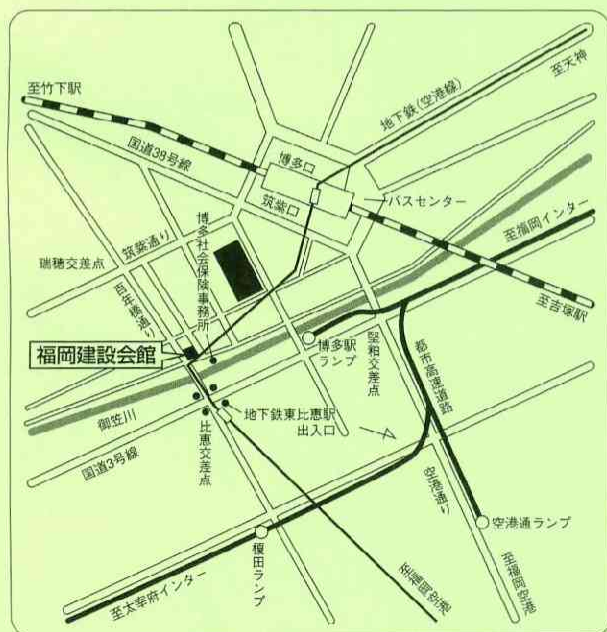 至竹下駅
至天神
地下鉄(空港線)
国道39号線
博多口
筑紫口
バスセンター
至福岡インター
筑紫通り
博多社会保険事務所
瑞穂交差点
百年橋通り
至吉塚駅
福岡建設会館
博多駅
ランプ
堅粕交差点
都市高速道路
御笠川
地下鉄東比恵駅
出入口
比恵交差点
国道3号線
空港通り
空港通ランプ
榎田ランプ
至太宰府インター
至福岡空港
至福岡空港